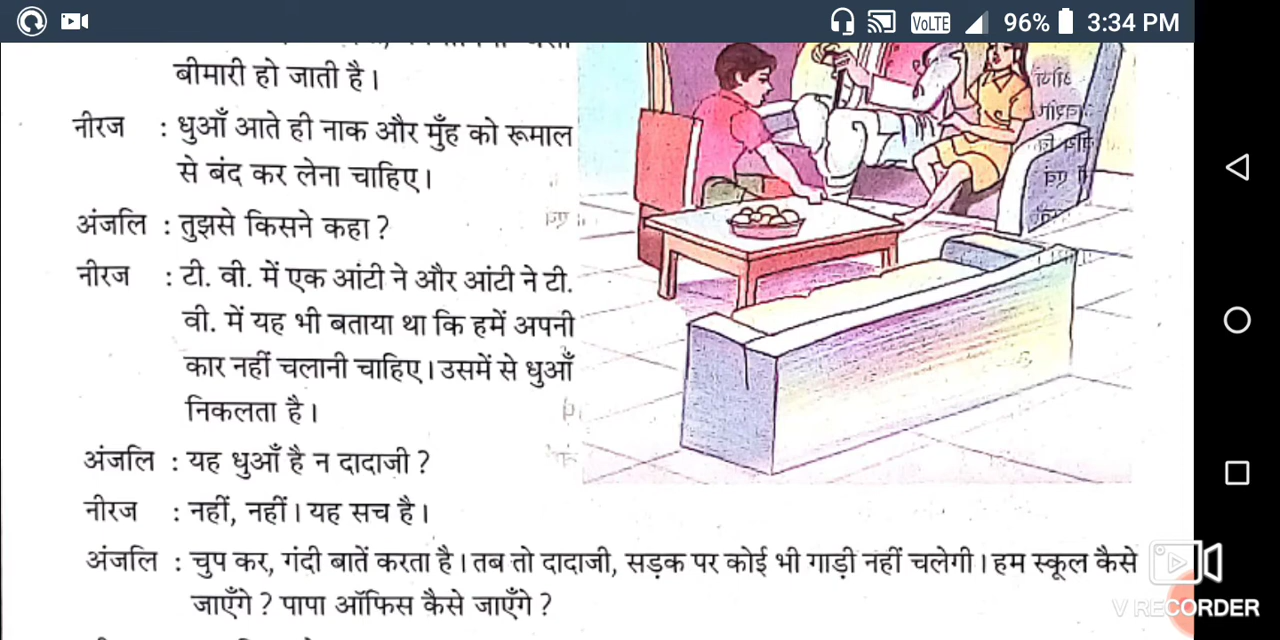 VoLTE 96% 3:34 PM
बीमारी हो जाती है।
नीरज : धुआँ आते ही नाक और मुँह को रूमाल
से बंद कर लेना चाहिए।
अंजलि : तुझसे किसने कहा ?
नीरज : टी. वी. में एक आंटी ने और आंटी ने टी.
वी. में यह भी बताया था कि हमें अपनी
कार नहीं चलानी चाहिए। उसमें से धुआँ
निकलता है।
अंजलि : यह धुआँ है न दादाजी ?
नीरज : नहीं, नहीं। यह सच है।
अंजलि : चुप कर, गंदी बातें करता है। तब तो दादाजी, सड़क पर कोई भी गाड़ी नहीं चलेगी। हम स्कूल कैसे
जाएँगे ? पापा ऑफिस कैसे जाएँगे ?
V RECORDER